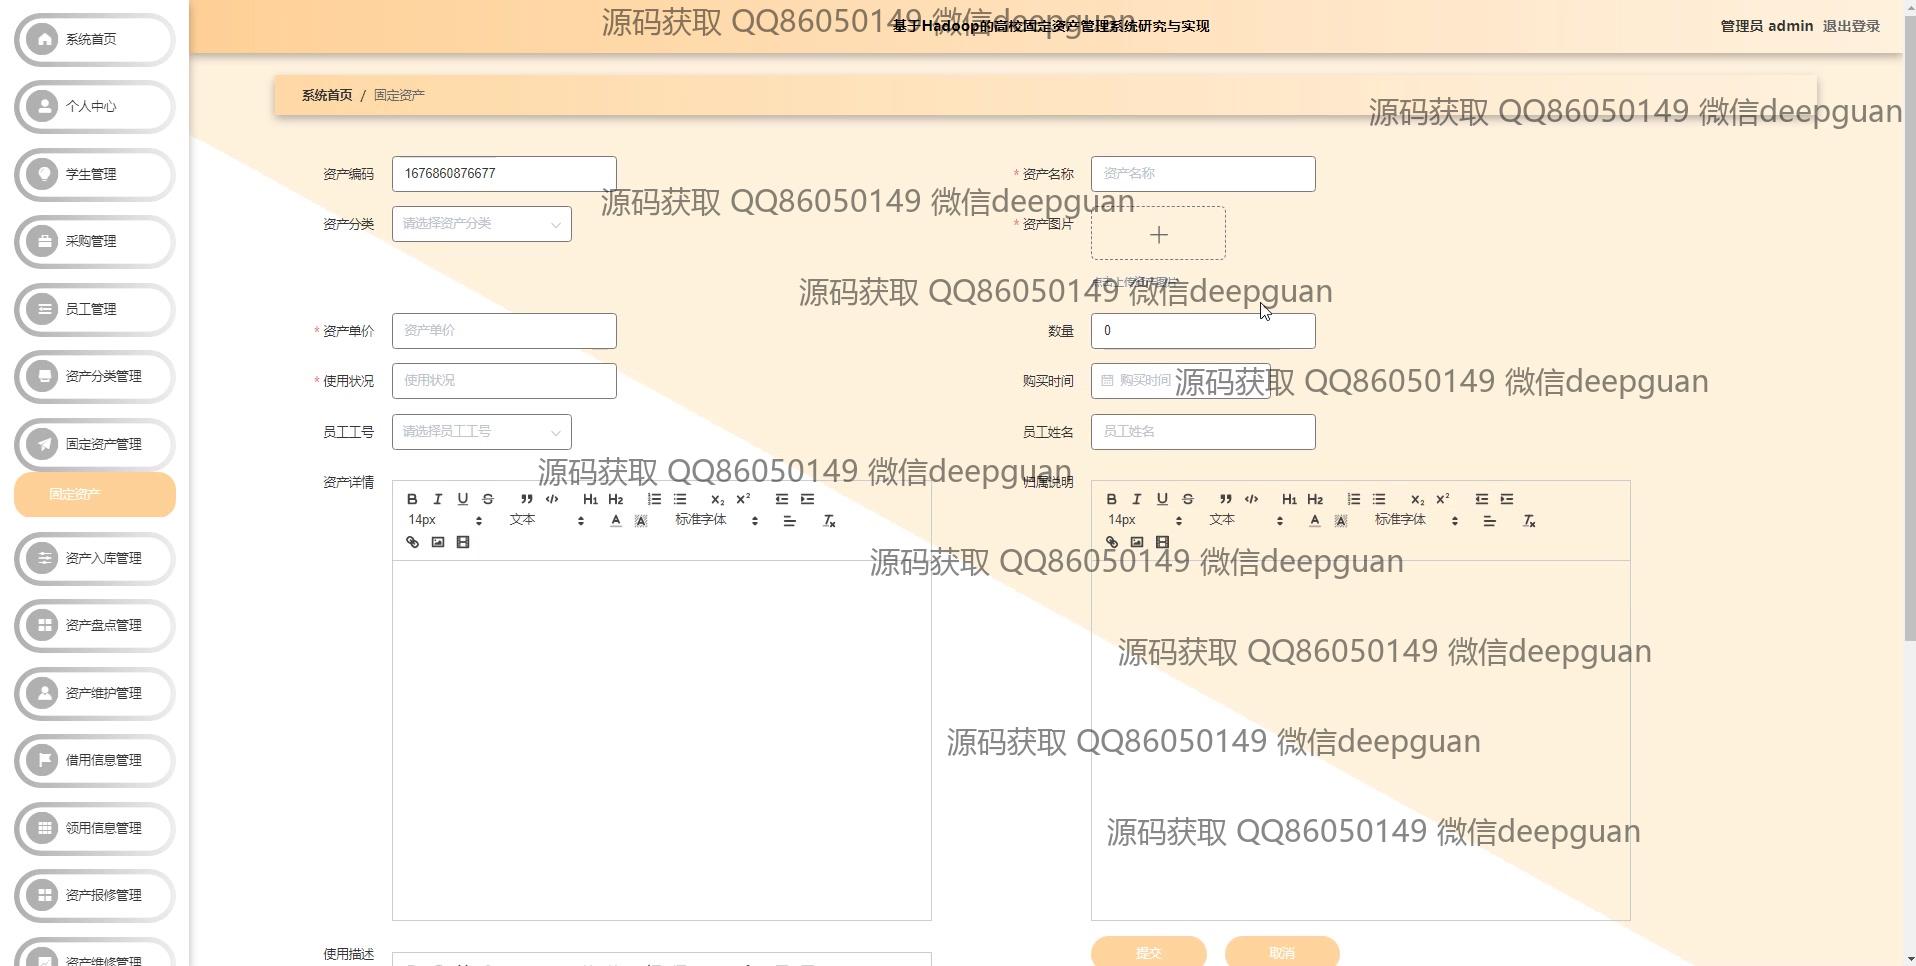 源码获取 QQ86050149 微信deepguan
基于Hadoop的高校固定资产管理系统研究与实现
管理员 admin 退出登录
系统首页
个人中心
学生管理
采购管理
员工管理
资产分类管理
固定资产管理
固定资产
资产入库管理
资产盘点管理
资产维护管理
借用信息管理
领用信息管理
资产报修管理
资产维修管理
系统首页 / 固定资产
源码获取 QQ86050149 微信deepguan
资产编码 1676860876677
* 资产名称 资产名称
源码获取 QQ86050149 微信deepguan
资产分类 请选择资产分类
* 资产图片
点击上传资产图片
源码获取 QQ86050149 微信deepguan
* 资产单价 资产单价
数量 0
* 使用状况 使用状况
购买时间 购买时间
源码获取 QQ86050149 微信deepguan
员工工号 请选择员工工号
员工姓名 员工姓名
源码获取 QQ86050149 微信deepguan
资产详情
B I U S H1 H2 X₂ X²
14px 文本 A A 标准字体
归属说明
B I U S H1 H2 X₂ X²
14px 文本 A A 标准字体
源码获取 QQ86050149 微信deepguan
源码获取 QQ86050149 微信deepguan
源码获取 QQ86050149 微信deepguan
源码获取 QQ86050149 微信deepguan
使用描述
提交 取消